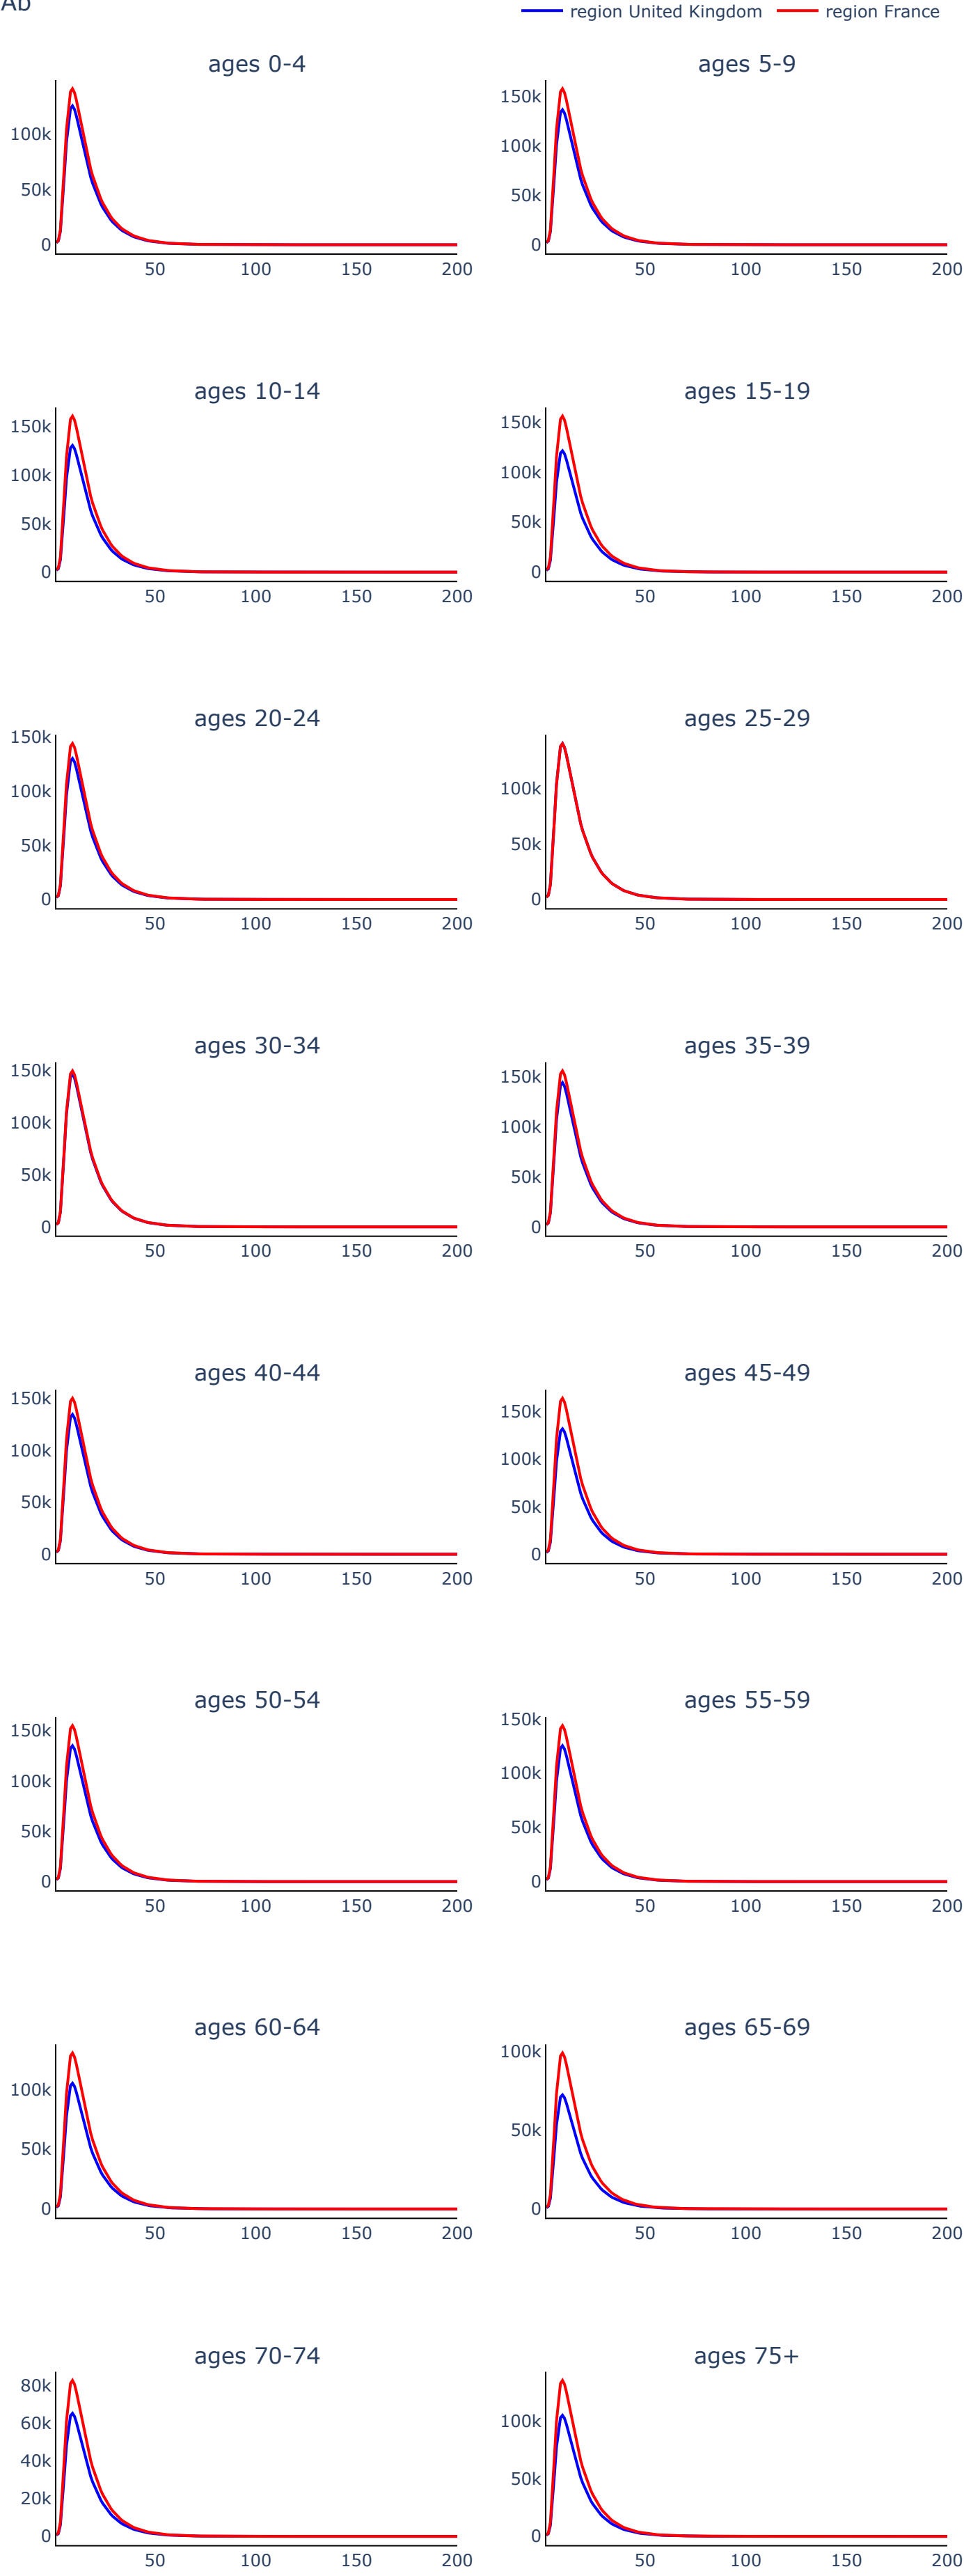 Ab
region United Kingdom region France
ages 0-4 ages 5-9
150k
100k
100k
50k
50k
0 0
50 100 150 200 50 100 150 200
ages 10-14 ages 15-19
150k 150k
100k 100k
50k 50k
0 0
50 100 150 200 50 100 150 200
ages 20-24 ages 25-29
150k
100k 100k
50k 50k
0 0
50 100 150 200 50 100 150 200
ages 30-34 ages 35-39
150k 150k
100k 100k
50k 50k
0 0
50 100 150 200 50 100 150 200
ages 40-44 ages 45-49
150k 150k
100k 100k
50k 50k
0 0
50 100 150 200 50 100 150 200
ages 50-54 ages 55-59
150k 150k
100k 100k
50k 50k
0 0
50 100 150 200 50 100 150 200
ages 60-64 ages 65-69
100k
100k
50k
50k
0 0
50 100 150 200 50 100 150 200
ages 70-74 ages 75+
80k
60k 100k
40k
50k
20k
0 0
50 100 150 200 50 100 150 200